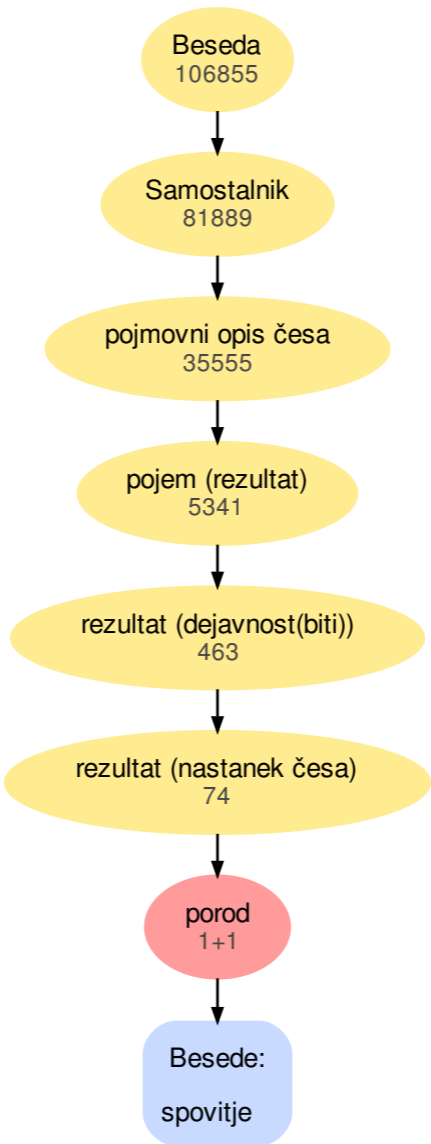 Beseda
106855
Samostalnik
81889
pojmovni opis česa
35555
pojem (rezultat)
5341
rezultat (dejavnost(biti))
463
rezultat (nastanek česa)
74
porod
1+1
Besede:
spovitje